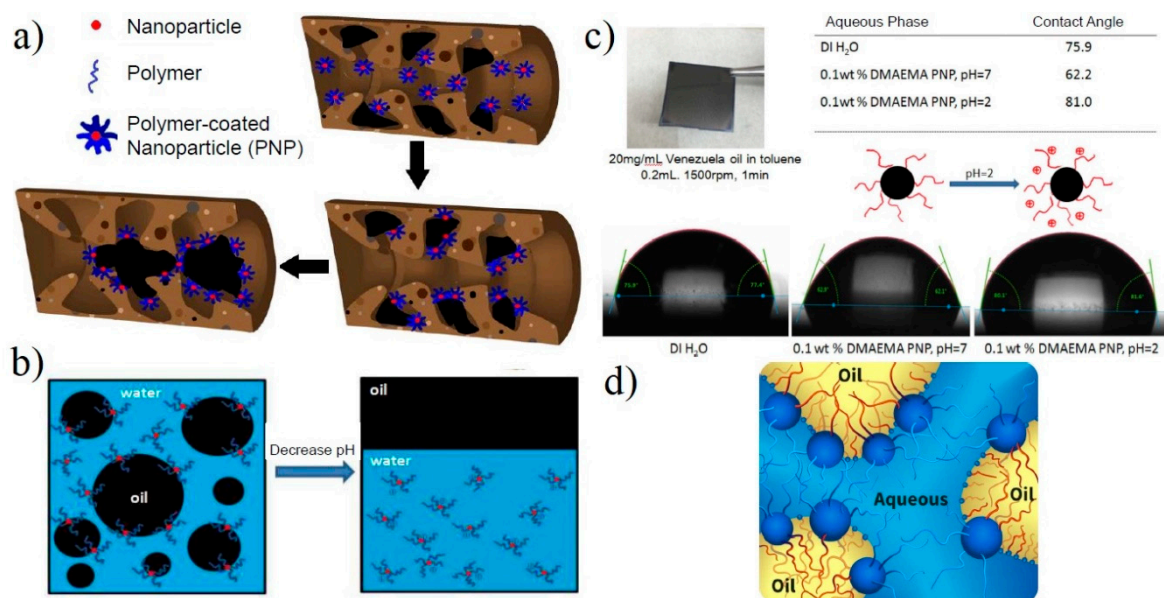 a)
Nanoparticle
Polymer
Polymer-coated
Nanoparticle (PNP)
b)
water
oil
Decrease pH
oil
water
c)
20mg/mL Venezuela oil in toluene
0.2mL. 1500rpm, 1min
Aqueous Phase Contact Angle
DI H₂O 75.9
0.1wt % DMAEMA PNP, pH=7 62.2
0.1wt % DMAEMA PNP, pH=2 81.0
pH=2
77.4°
DI H₂O
0.1 wt % DMAEMA PNP, pH=7
0.1 wt % DMAEMA PNP, pH=2
d)
Oil
Aqueous
Oil
Oil